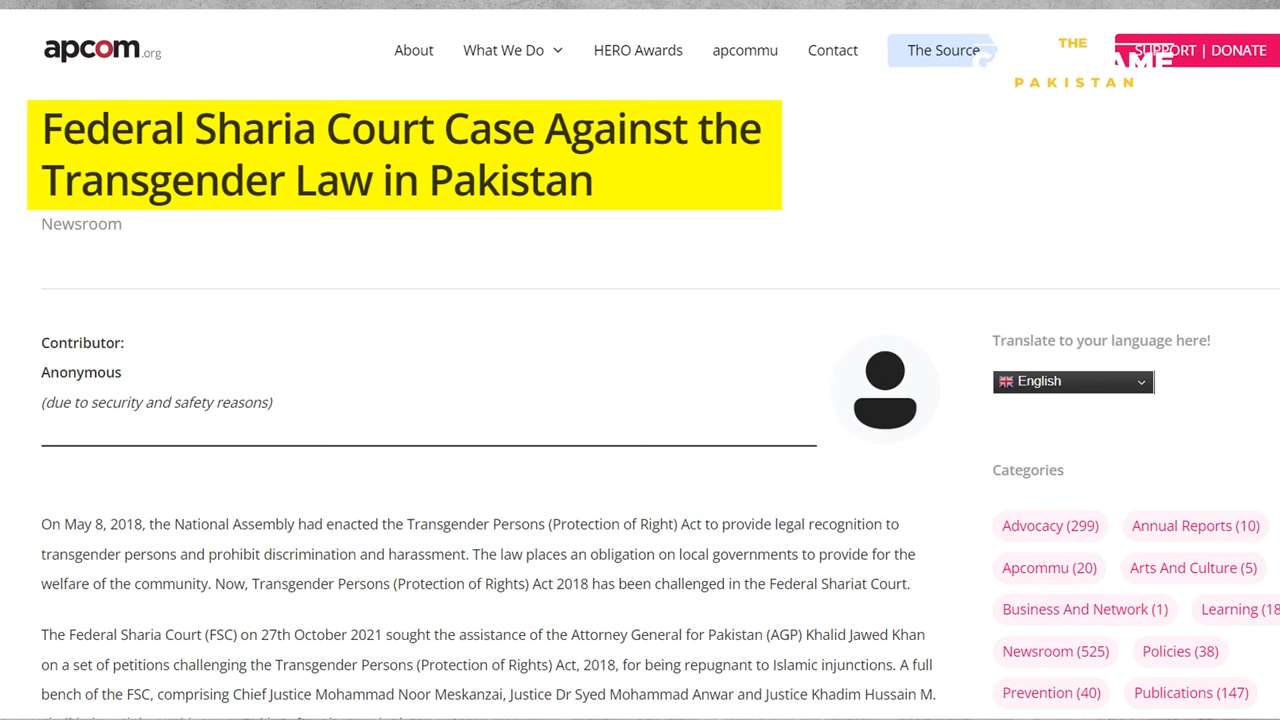 apcom.org
About What We Do HERO Awards apcommu Contact The Source SUPPORT | DONATE
THE
AME
PAKISTAN
Federal Sharia Court Case Against the
Transgender Law in Pakistan
Newsroom
Contributor:
Anonymous
(due to security and safety reasons)
Translate to your language here!
English
Categories
Advocacy (299) Annual Reports (10)
Apcommu (20) Arts And Culture (5)
Business And Network (1) Learning (18
Newsroom (525) Policies (38)
Prevention (40) Publications (147)
On May 8, 2018, the National Assembly had enacted the Transgender Persons (Protection of Right) Act to provide legal recognition to
transgender persons and prohibit discrimination and harassment. The law places an obligation on local governments to provide for the
welfare of the community. Now, Transgender Persons (Protection of Rights) Act 2018 has been challenged in the Federal Shariat Court.
The Federal Sharia Court (FSC) on 27th October 2021 sought the assistance of the Attorney General for Pakistan (AGP) Khalid Jawed Khan
on a set of petitions challenging the Transgender Persons (Protection of Rights) Act, 2018, for being repugnant to Islamic injunctions. A full
bench of the FSC, comprising Chief Justice Mohammad Noor Meskanzai, Justice Dr Syed Mohammad Anwar and Justice Khadim Hussain M.